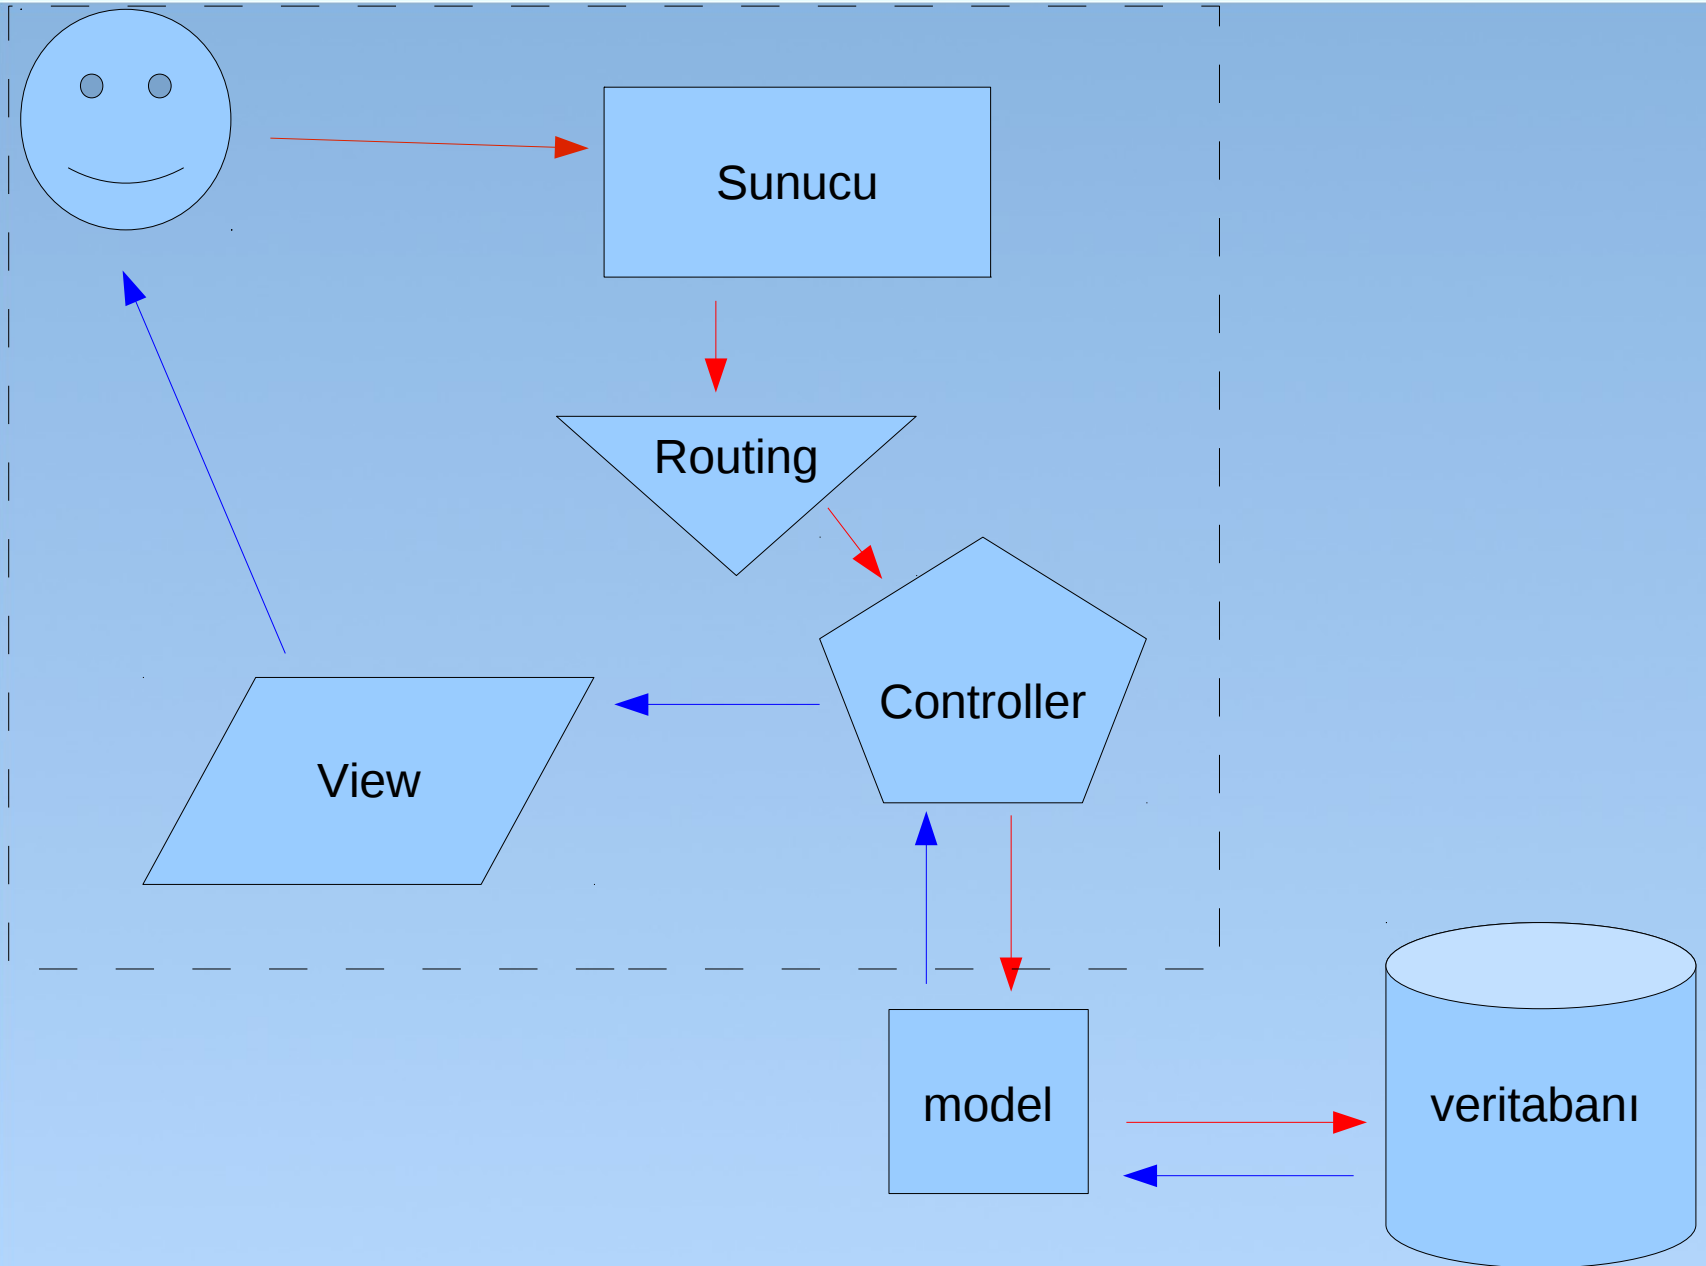 Sunucu
Routing
Controller
View
model
veritabanı